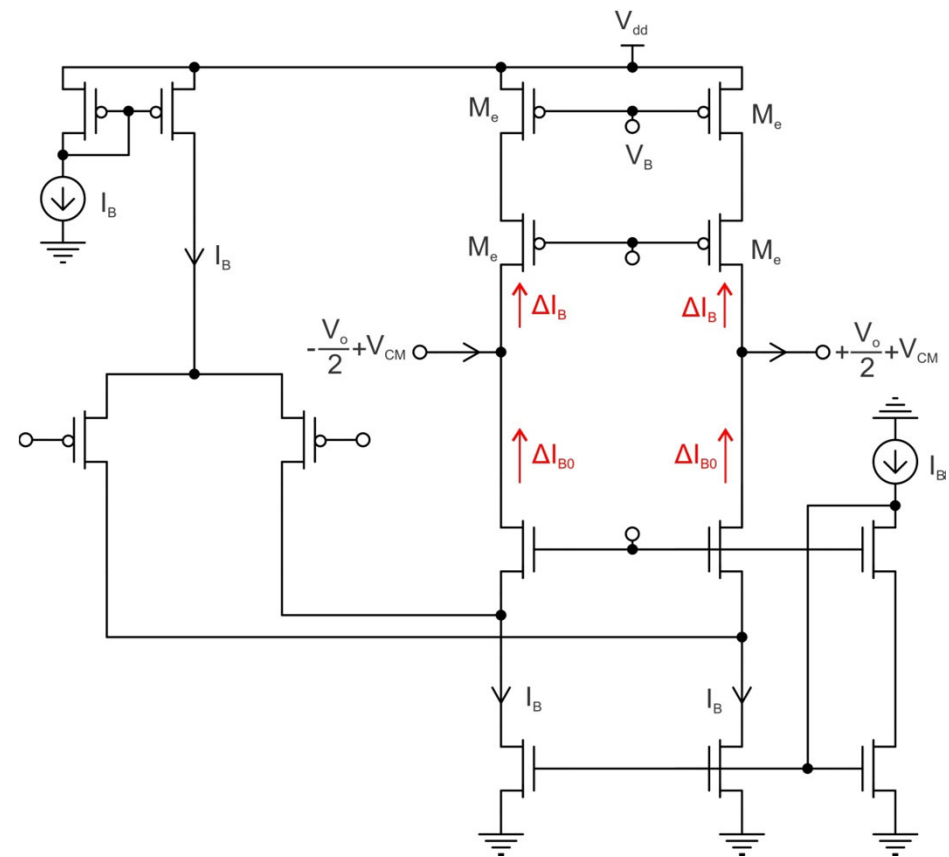 V_dd
M_e
M_e
V_B
I_B
M_e
M_e
I_B
ΔI_B
ΔI_B
-V_o/2+V_CM
+V_o/2+V_CM
ΔI_B0
ΔI_B0
I_B
I_B
I_B